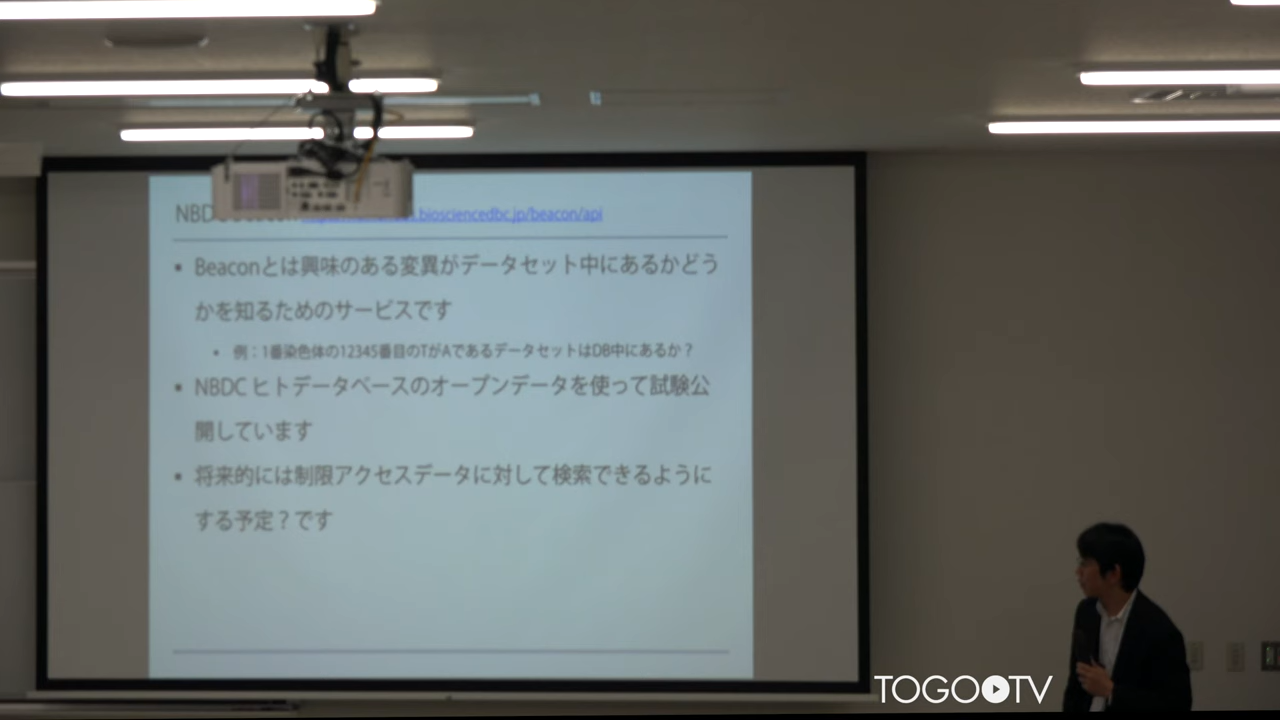 NBD
.biosciencedbc.jp/beacon/api
▪ Beaconとは興味のある変異がデータセット中にあるかどう
かを知るためのサービスです
• 例：1番染色体の12345番目のTがAであるデータセットはDB中にあるか？
▪ NBDC ヒトデータベースのオープンデータを使って試験公
開しています
▪ 将来的には制限アクセスデータに対して検索できるように
する予定？です
TOGOTV